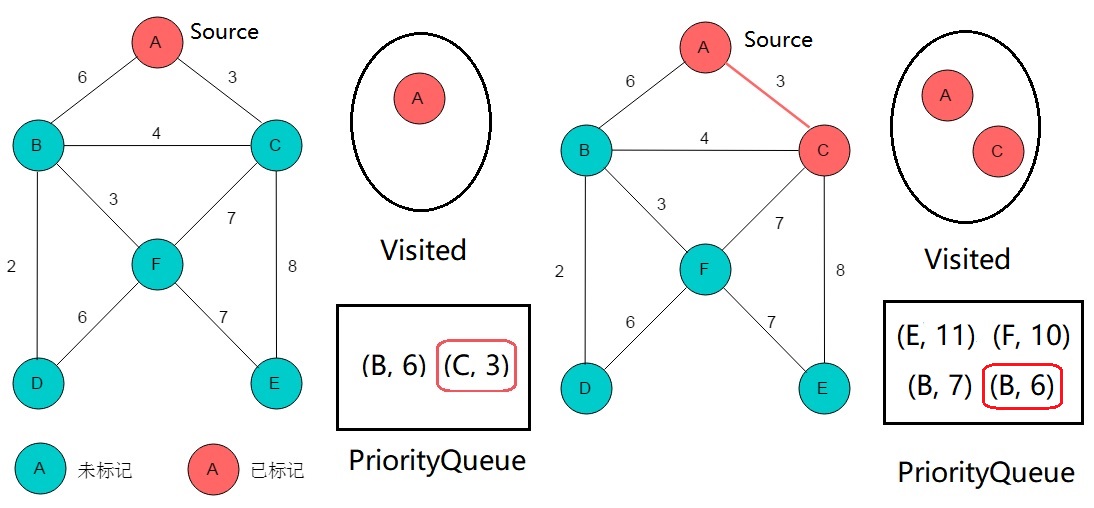 A Source
6 3
B 4 C
3 7
2 F 8
6 7
D E
A
Visited
(B, 6) (C, 3)
PriorityQueue
A 未标记 A 已标记
A Source
6 3
B 4 C
3 7
2 F 8
6 7
D E
A
C
Visited
(E, 11) (F, 10)
(B, 7) (B, 6)
PriorityQueue